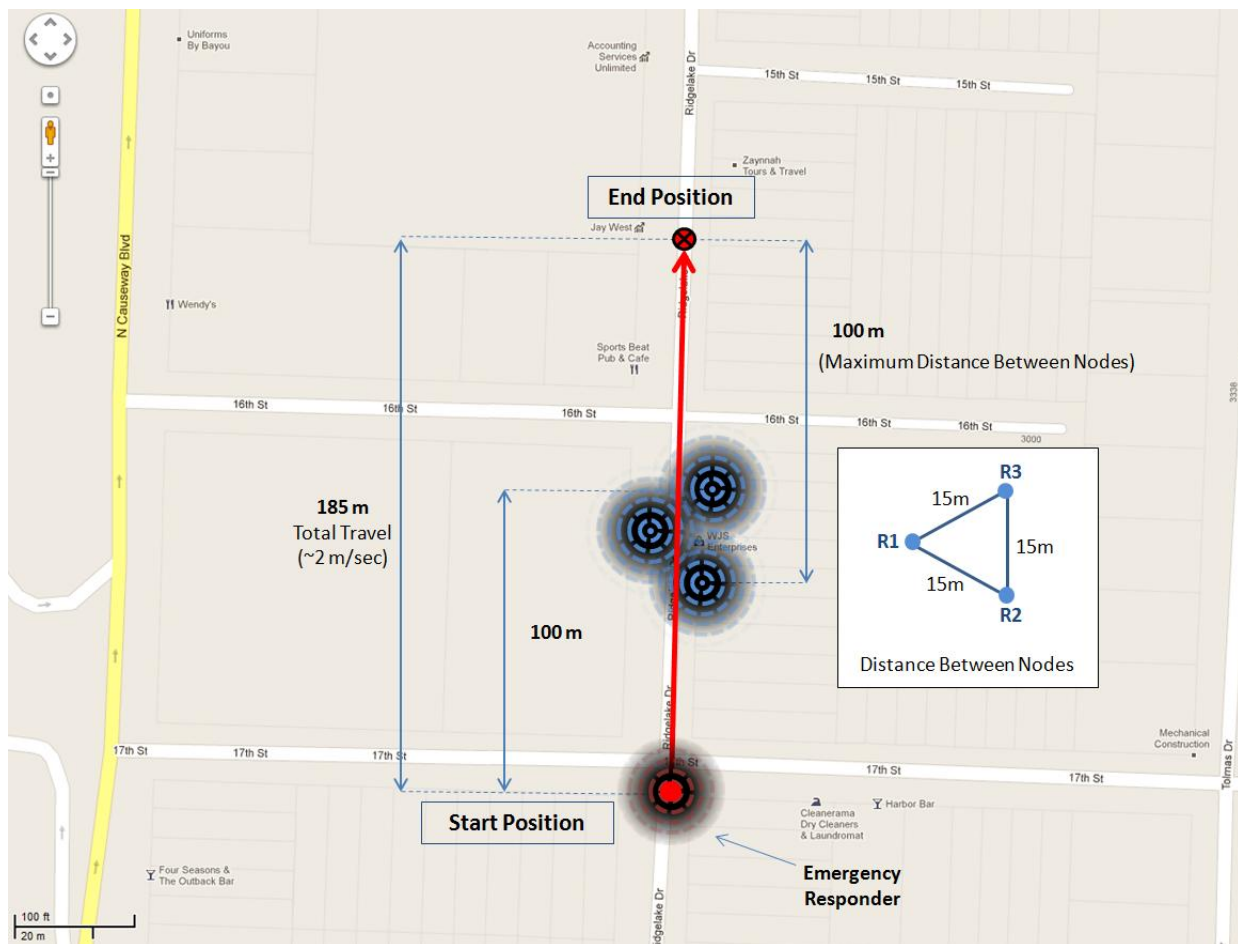 Uniforms
By Bayou
Accounting
Services
Unlimited
Ridgelake Dr
15th St
15th St
15th St
Zaynnah
Tours & Travel
End Position
Jay West
N Causeway Blvd
Wendy's
Ridgelake
100 m
(Maximum Distance Between Nodes)
Sports Beat
Pub & Cafe
16th St
16th St
16th St
16th St
16th St
16th St
3000
3338
185 m
Total Travel
(~2 m/sec)
WJS
Enterprises
R3
15m
R1
15m
15m
R2
Distance Between Nodes
100 m
Ridgelake Dr
17th St
17th St
17th St
St
17th St
17th St
Mechanical
Construction
Tolmas Dr
Start Position
Cleanerama
Dry Cleaners
& Laundromat
Harbor Bar
Four Seasons &
The Outback Bar
Emergency
Responder
Ridgelake Dr
100 ft
20 m